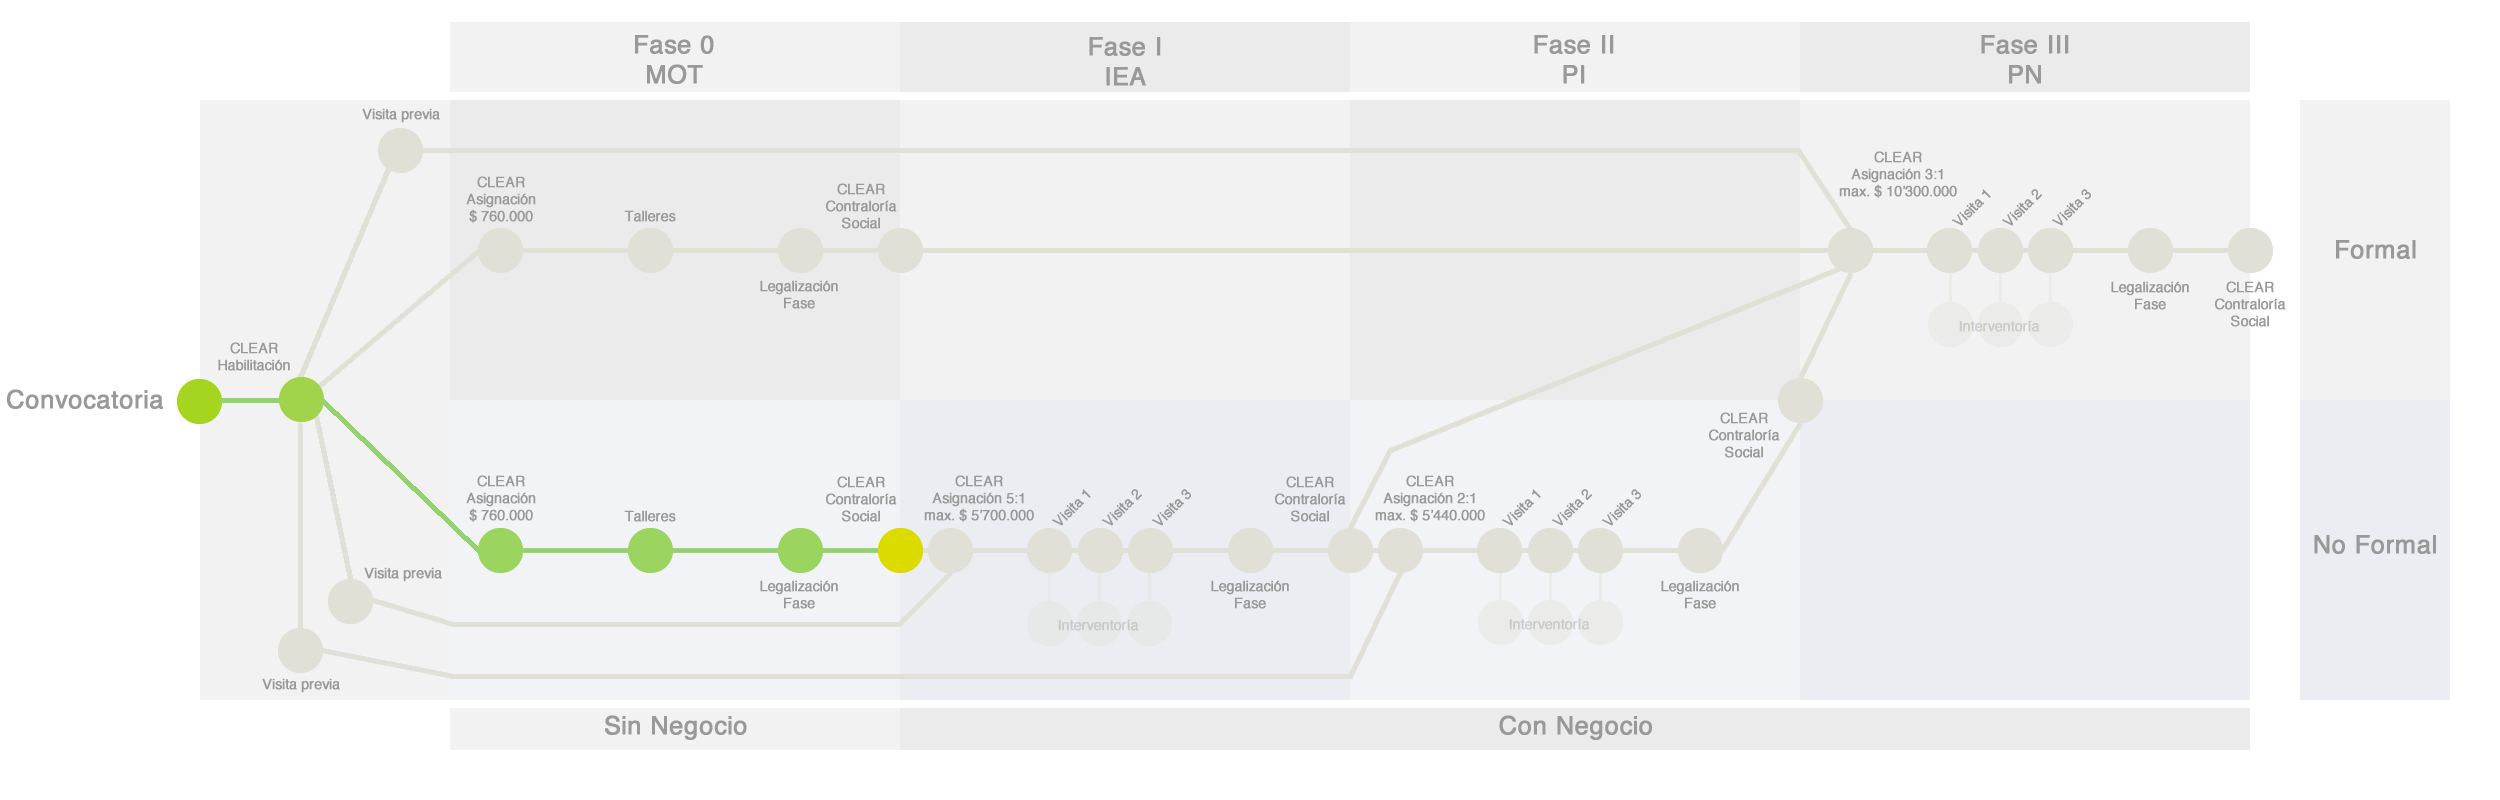 Fase 0
MOT
Fase I
IEA
Fase II
PI
Fase III
PN
Visita previa
CLEAR
Asignación
$ 760.000
Talleres
Legalización
Fase
CLEAR
Contraloría
Social
CLEAR
Asignación 3:1
max. $ 10'300.000
Visita 1
Visita 2
Visita 3
Interventoría
Legalización
Fase
CLEAR
Contraloría
Social
Formal
CLEAR
Habilitación
Convocatoria
CLEAR
Asignación
$ 760.000
Talleres
Legalización
Fase
CLEAR
Contraloría
Social
CLEAR
Asignación 5:1
max. $ 5'700.000
Visita 1
Visita 2
Visita 3
Interventoría
Legalización
Fase
CLEAR
Contraloría
Social
CLEAR
Asignación 2:1
max. $ 5'440.000
Visita 1
Visita 2
Visita 3
Interventoría
Legalización
Fase
CLEAR
Contraloría
Social
No Formal
Visita previa
Visita previa
Sin Negocio
Con Negocio